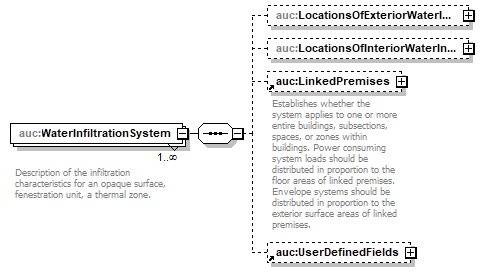 auc:LocationsOfExteriorWaterI...
auc:LocationsOfInteriorWaterIn...
auc:LinkedPremises
Establishes whether the
system applies to one or more
entire buildings, subsections,
spaces, or zones within
buildings. Power consuming
system loads should be
distributed in proportion to the
floor areas of linked premises.
Envelope systems should be
distributed in proportion to the
exterior surface areas of linked
premises.
auc:WaterInfiltrationSystem
1..∞
Description of the infiltration
characteristics for an opaque surface,
fenestration unit, a thermal zone.
auc:UserDefinedFields